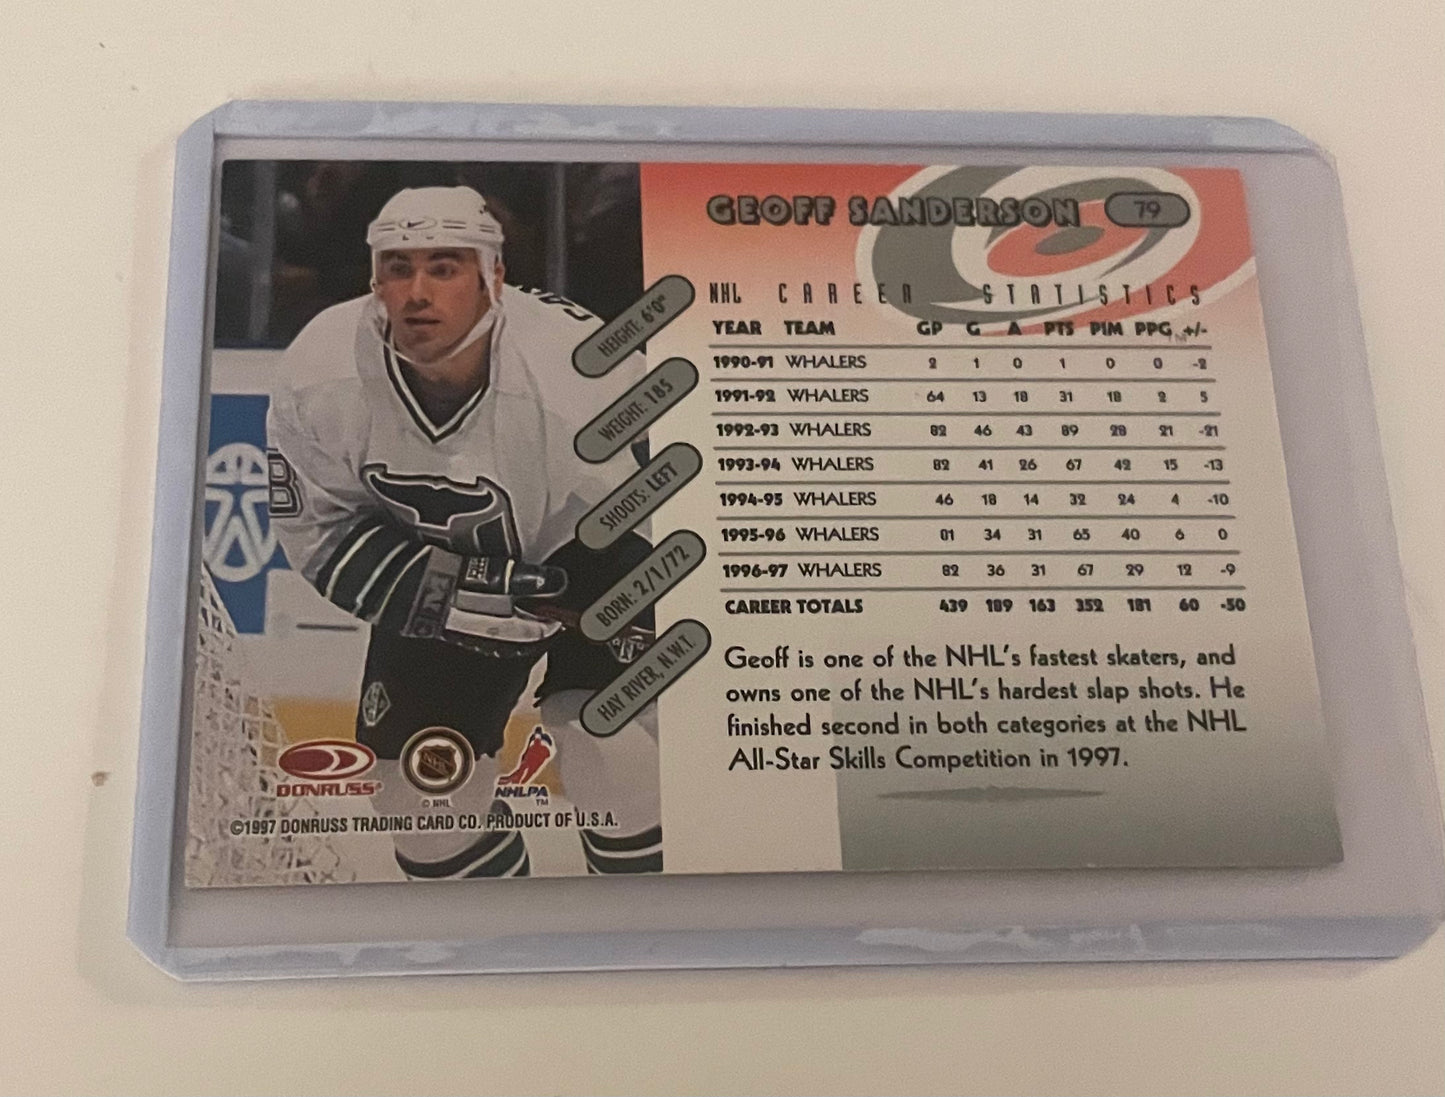 GEOFF SANDERSON 79
NHL CAREER STATISTICS
YEAR TEAM GP G A PTS PIM PPG +/-
1990-91 WHALERS 2 1 0 1 0 0 -2
1991-92 WHALERS 64 13 18 31 18 2 5
1992-93 WHALERS 82 46 43 89 28 21 -21
1993-94 WHALERS 82 41 26 67 42 15 -13
1994-95 WHALERS 46 18 14 32 24 4 -10
1995-96 WHALERS 81 34 31 65 40 6 0
1996-97 WHALERS 82 36 31 67 29 12 -9
CAREER TOTALS 439 189 163 352 181 60 -50
Geoff is one of the NHL's fastest skaters, and
owns one of the NHL's hardest slap shots. He
finished second in both categories at the NHL
All-Star Skills Competition in 1997.
HEIGHT: 6'0"
WEIGHT: 185
SHOOTS: LEFT
BORN: 2/1/72
HAY RIVER, N.W.T.
8
DONRUSS
NHL
© NHL
NHLPA
TM
©1997 DONRUSS TRADING CARD CO. PRODUCT OF U.S.A.